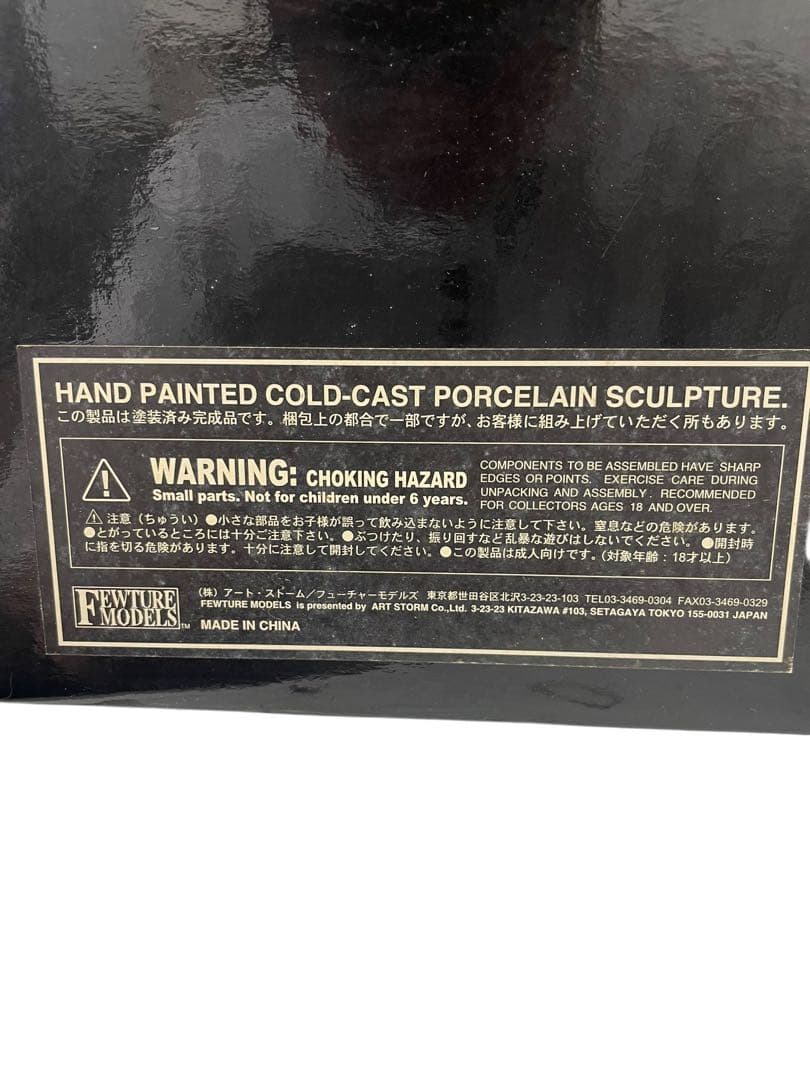 HAND PAINTED COLD-CAST PORCELAIN SCULPTURE.
この製品は塗装済み完成品です。梱包上の都合で一部ですが、お客様に組み上げていただく所もあります。
WARNING: CHOKING HAZARD
Small parts. Not for children under 6 years.
COMPONENTS TO BE ASSEMBLED HAVE SHARP
EDGES OR POINTS. EXERCISE CARE DURING
UNPACKING AND ASSEMBLY. RECOMMENDED
FOR COLLECTORS AGES 18 AND OVER.
⚠ 注意（ちゅうい）●小さな部品をお子様が誤って飲み込まないように注意して下さい。窒息などの危険があります。
●とがっているところには十分ご注意下さい。●ぶつけたり、振り回すなど乱暴な遊びはしないでください。●開封時
に指を切る危険があります。十分に注意して開封してください。●この製品は成人向けです。（対象年齢：18才以上）
FEWTURE
MODELS TM
（株）アート・ストーム／フューチャーモデルズ 東京都世田谷区北沢3-23-23-103 TEL03-3469-0304 FAX03-3469-0329
FEWTURE MODELS is presented by ART STORM Co.,Ltd. 3-23-23 KITAZAWA #103, SETAGAYA TOKYO 155-0031 JAPAN
MADE IN CHINA